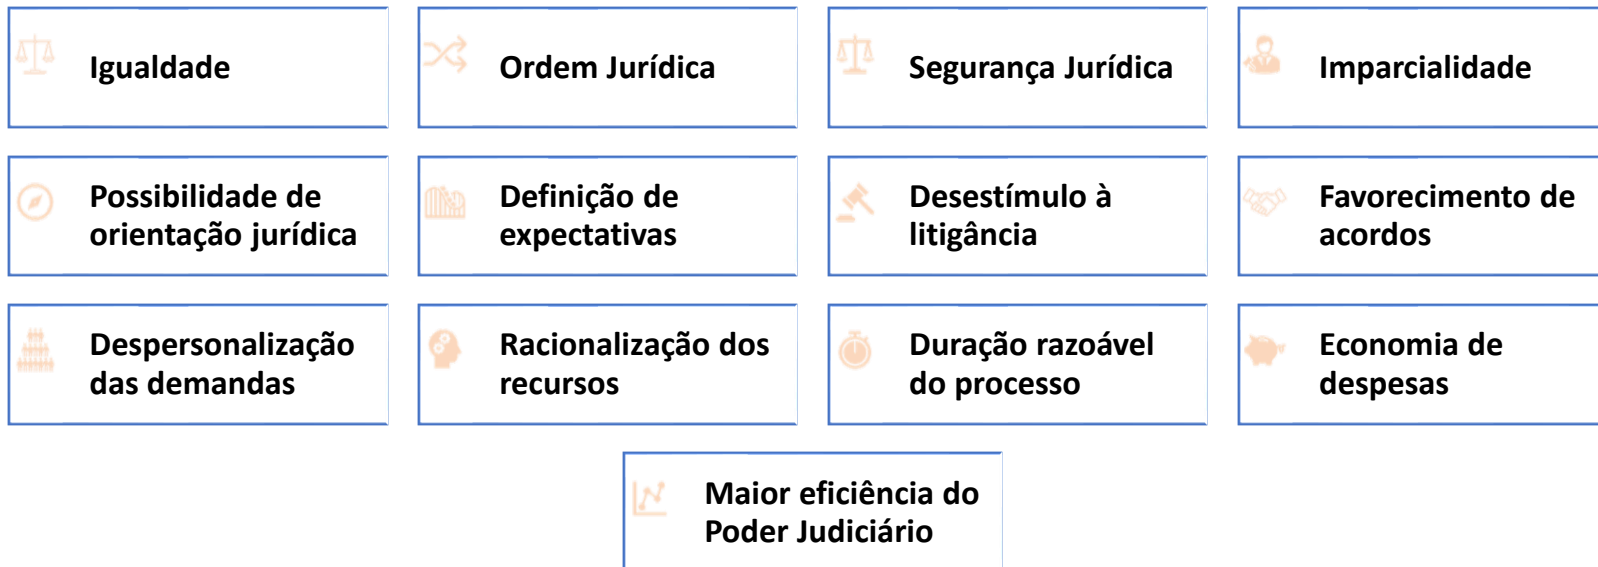 Igualdade
Ordem Jurídica
Segurança Jurídica
Imparcialidade
Possibilidade de
orientação jurídica
Definição de
expectativas
Desestímulo à
litigância
Favorecimento de
acordos
Despersonalização
das demandas
Racionalização dos
recursos
Duração razoável
do processo
Economia de
despesas
Maior eficiência do
Poder Judiciário